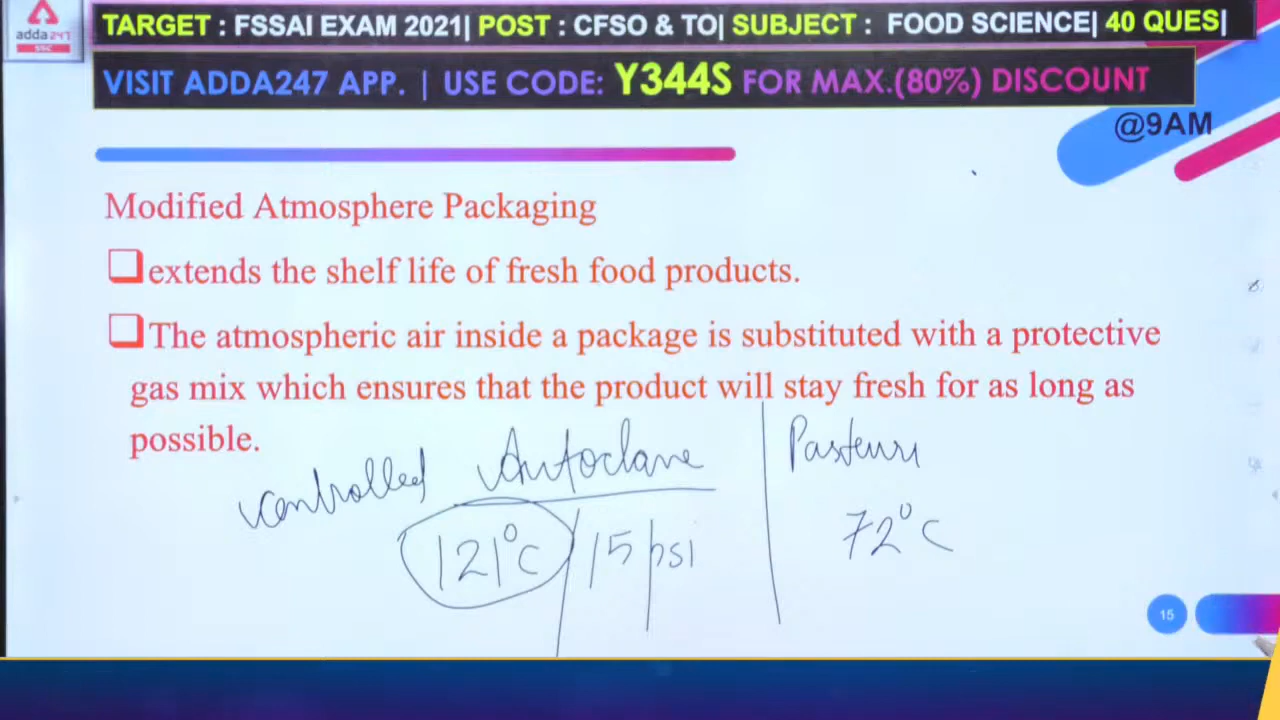 adda247
SSC
TARGET : FSSAI EXAM 2021| POST : CFSO & TO| SUBJECT : FOOD SCIENCE| 40 QUES|
VISIT ADDA247 APP. | USE CODE: Y344S FOR MAX.(80%) DISCOUNT
@9AM
Modified Atmosphere Packaging
extends the shelf life of fresh food products.
The atmospheric air inside a package is substituted with a protective
gas mix which ensures that the product will stay fresh for as long as
possible.
controlled Autoclave Pasteuri
121°C 15 psi 72°C
15